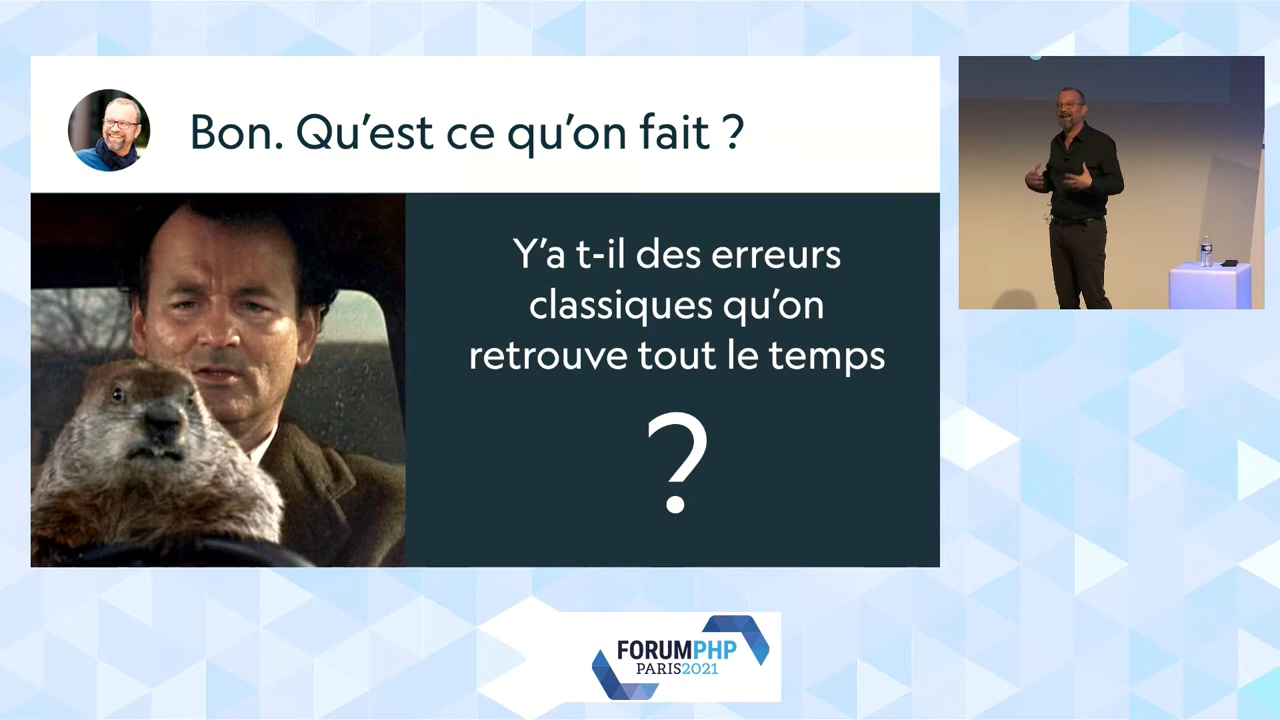 Bon. Qu’est ce qu’on fait ?
Y’a t-il des erreurs
classiques qu’on
retrouve tout le temps
?
FORUMPHP
PARIS2021